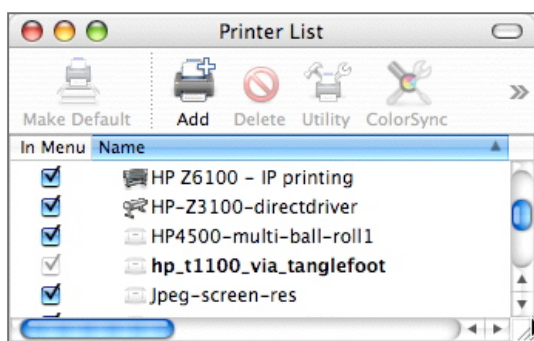 Printer List
Make Default Add Delete Utility ColorSync
In Menu Name
HP Z6100 - IP printing
HP-Z3100-directdriver
HP4500-multi-ball-roll1
hp_t1100_via_tanglefoot
Jpeg-screen-res